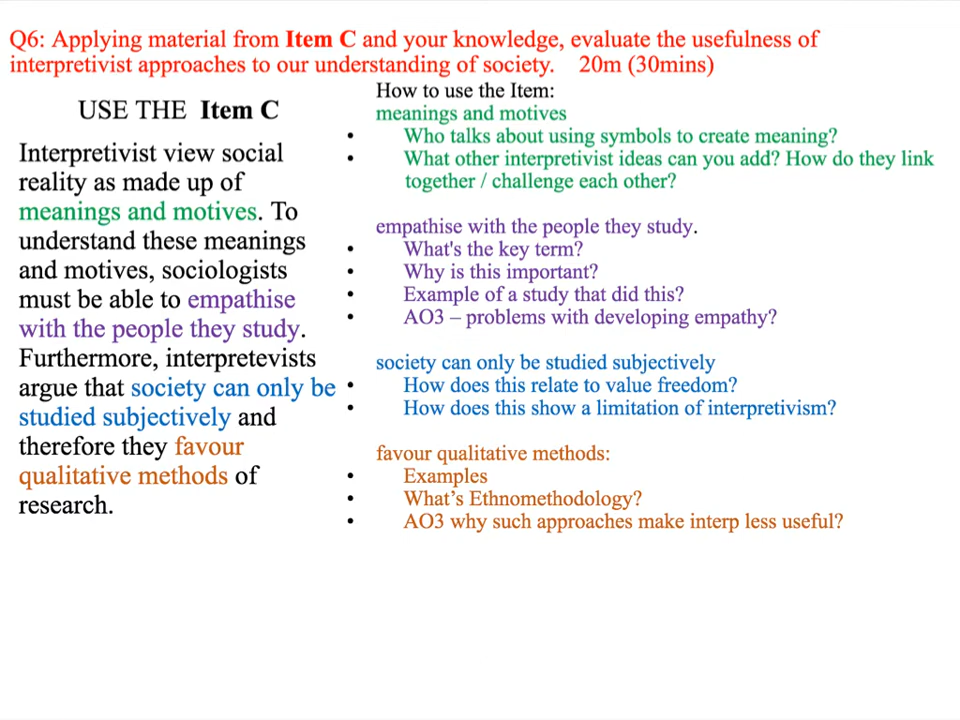 Q6: Applying material from Item C and your knowledge, evaluate the usefulness of
interpretivist approaches to our understanding of society. 20m (30mins)
USE THE Item C
Interpretivist view social
reality as made up of
meanings and motives. To
understand these meanings
and motives, sociologists
must be able to empathise
with the people they study.
Furthermore, interpretevists
argue that society can only be
studied subjectively and
therefore they favour
qualitative methods of
research.
How to use the Item:
meanings and motives
• Who talks about using symbols to create meaning?
• What other interpretivist ideas can you add? How do they link
together / challenge each other?
empathise with the people they study.
• What's the key term?
• Why is this important?
• Example of a study that did this?
• AO3 – problems with developing empathy?
society can only be studied subjectively
• How does this relate to value freedom?
• How does this show a limitation of interpretivism?
favour qualitative methods:
• Examples
• What’s Ethnomethodology?
• AO3 why such approaches make interp less useful?